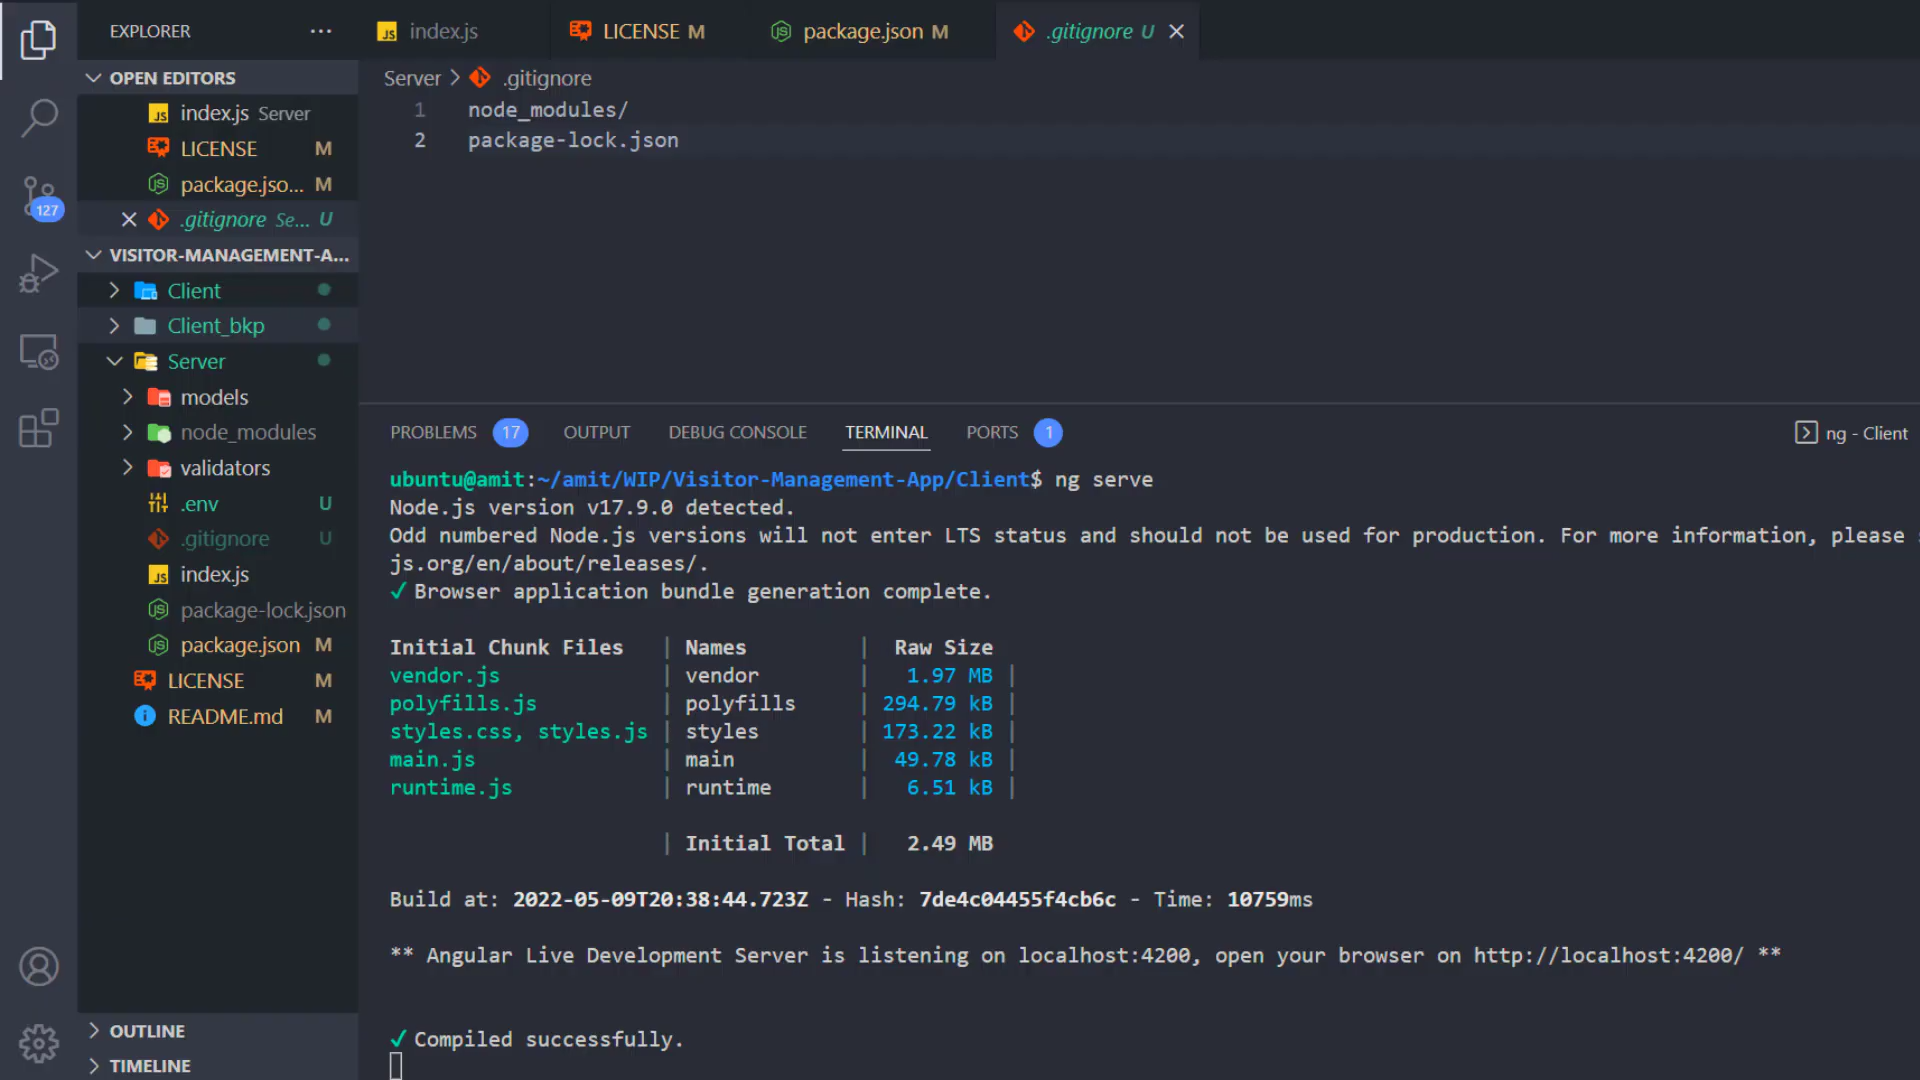 EXPLORER
index.js
LICENSE M
package.json M
.gitignore U
OPEN EDITORS
index.js Server
LICENSE M
package.jso... M
.gitignore Se... U
VISITOR-MANAGEMENT-A...
Client
Client_bkp
Server
models
node_modules
validators
.env U
.gitignore U
index.js
package-lock.json
package.json M
LICENSE M
README.md M
OUTLINE
TIMELINE
127
Server > .gitignore
1 node_modules/
2 package-lock.json
PROBLEMS 17 OUTPUT DEBUG CONSOLE TERMINAL PORTS 1
ng - Client
ubuntu@amit:~/amit/WIP/Visitor-Management-App/Client$ ng serve
Node.js version v17.9.0 detected.
Odd numbered Node.js versions will not enter LTS status and should not be used for production. For more information, please
js.org/en/about/releases/.
✓ Browser application bundle generation complete.
Initial Chunk Files | Names | Raw Size
vendor.js | vendor | 1.97 MB |
polyfills.js | polyfills | 294.79 kB |
styles.css, styles.js | styles | 173.22 kB |
main.js | main | 49.78 kB |
runtime.js | runtime | 6.51 kB |
| Initial Total | 2.49 MB
Build at: 2022-05-09T20:38:44.723Z - Hash: 7de4c04455f4cb6c - Time: 10759ms
** Angular Live Development Server is listening on localhost:4200, open your browser on http://localhost:4200/ **
✓ Compiled successfully.